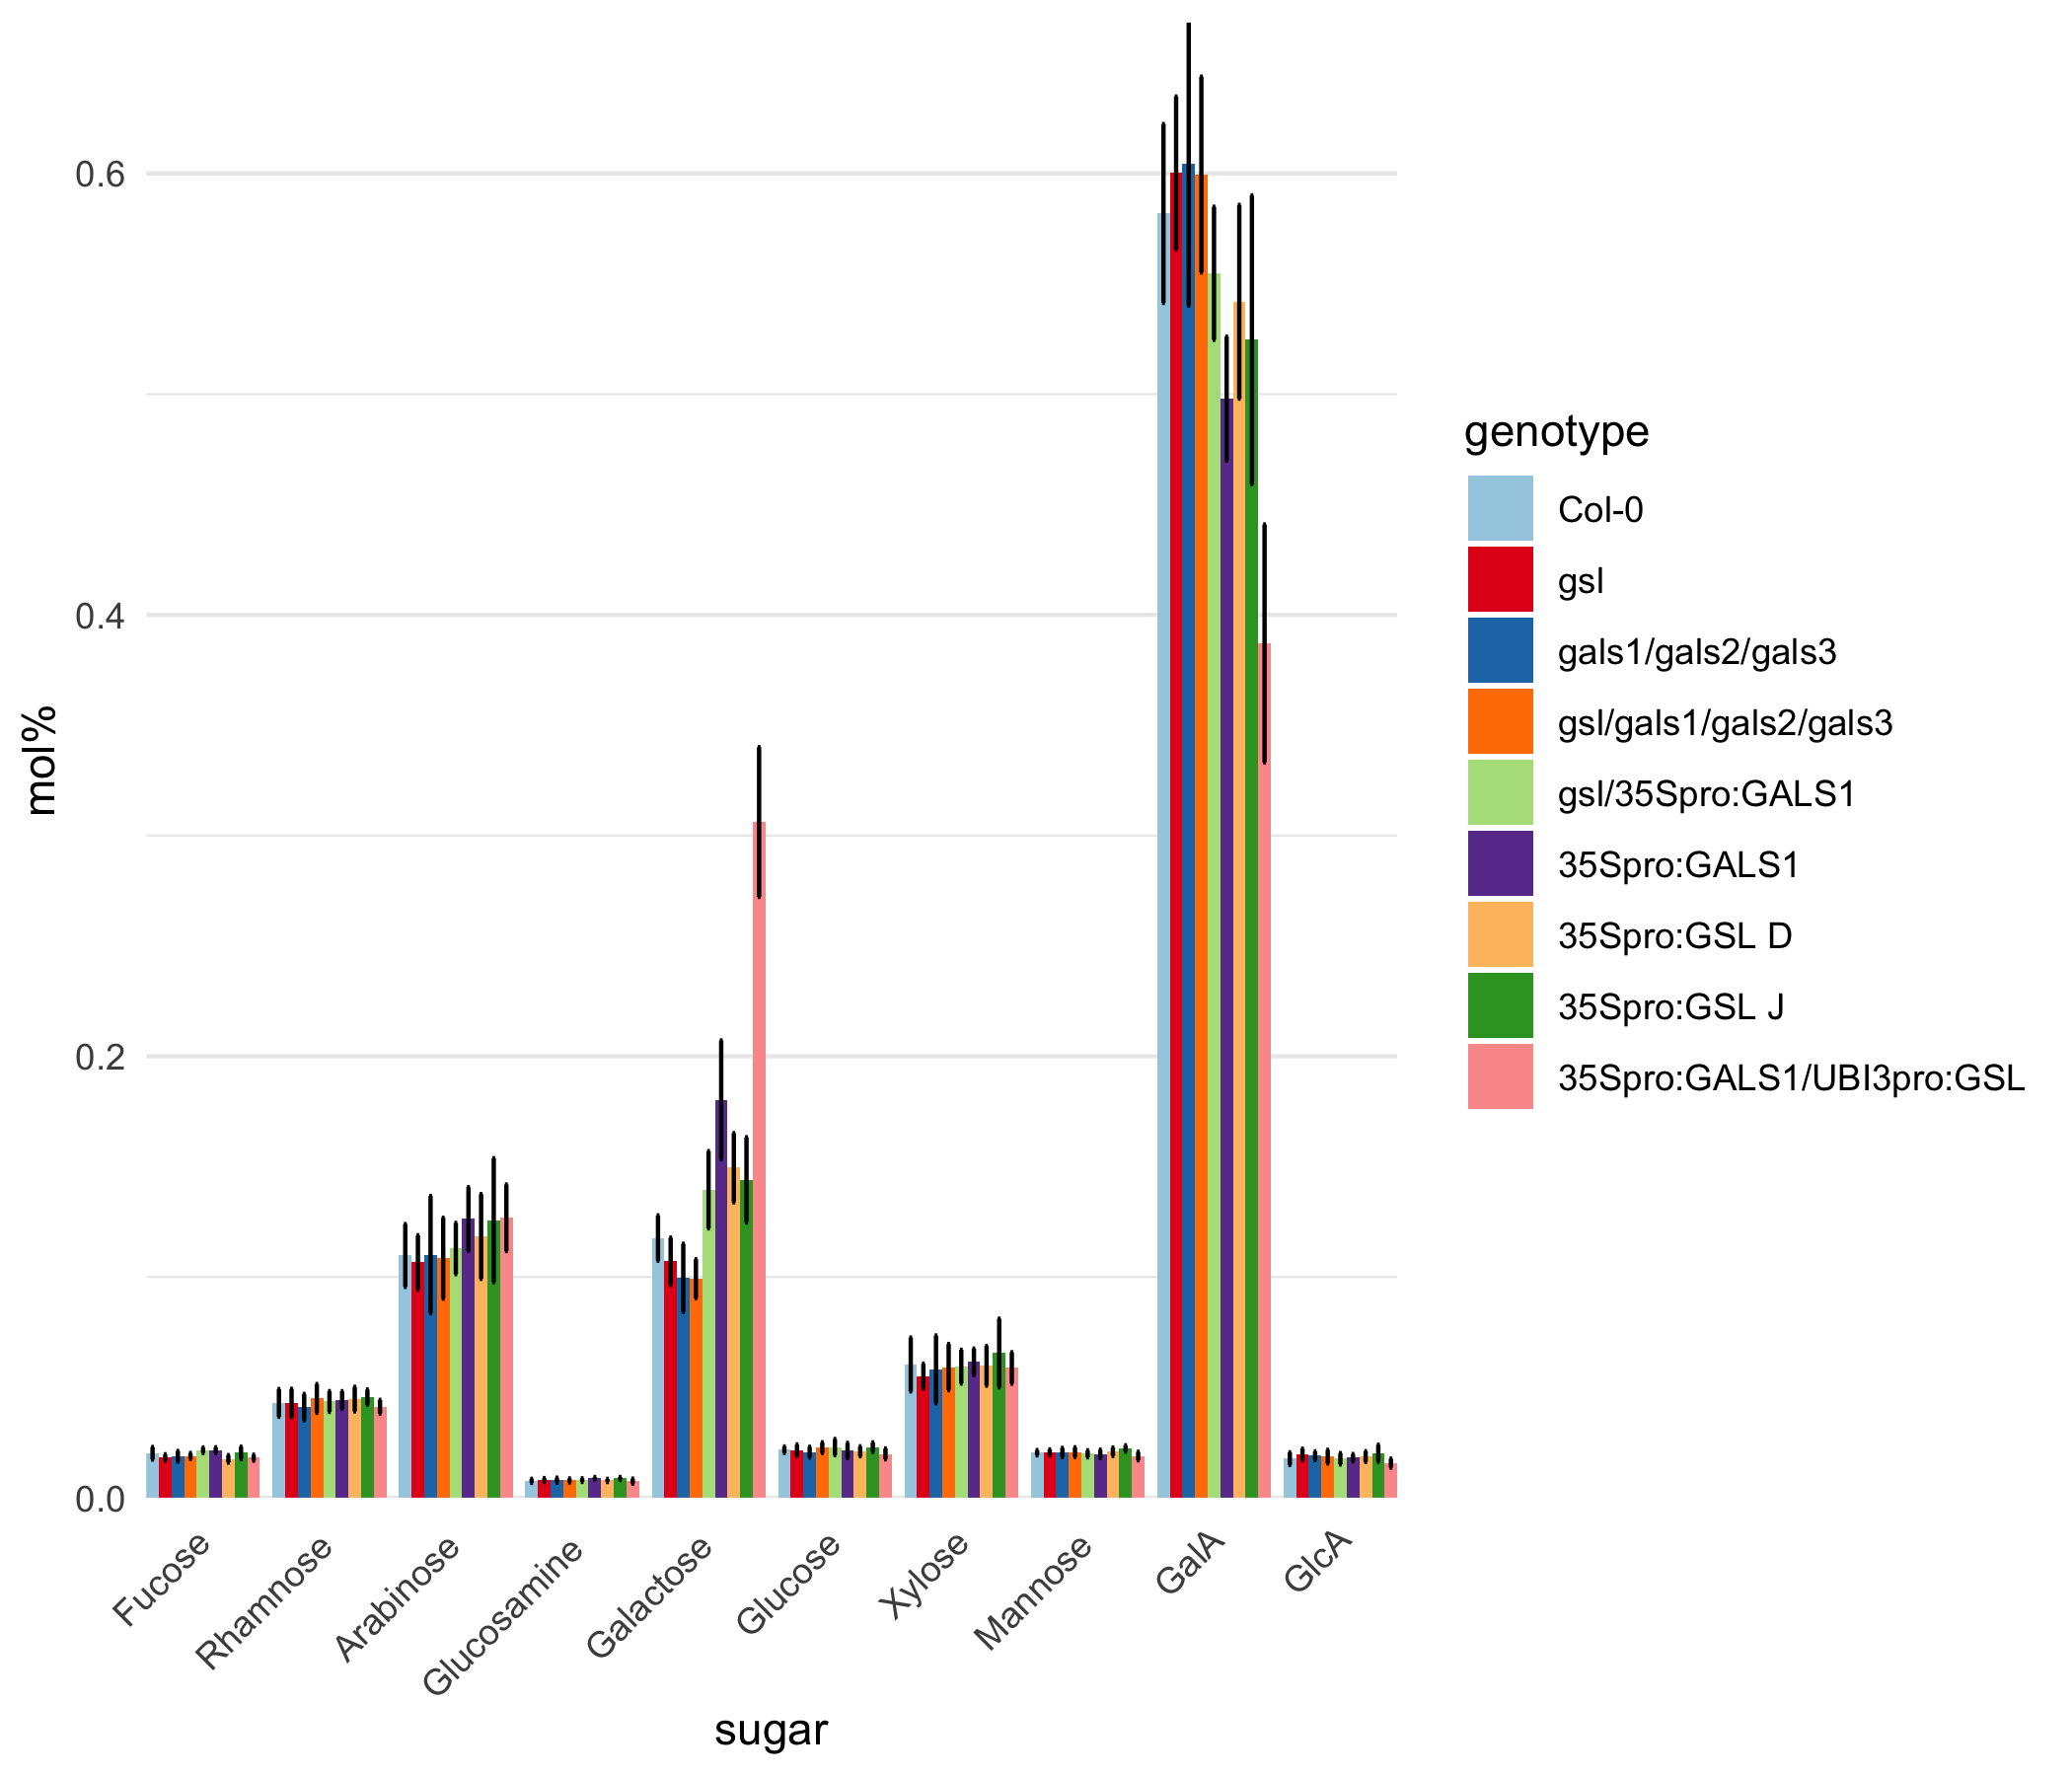 0.6
0.4
0.2
0.0
mol%
Fucose
Rhamnose
Arabinose
Glucosamine
Galactose
Glucose
Xylose
Mannose
GalA
GlcA
sugar
genotype
Col-0
gsl
gals1/gals2/gals3
gsl/gals1/gals2/gals3
gsl/35Spro:GALS1
35Spro:GALS1
35Spro:GSL D
35Spro:GSL J
35Spro:GALS1/UBI3pro:GSL